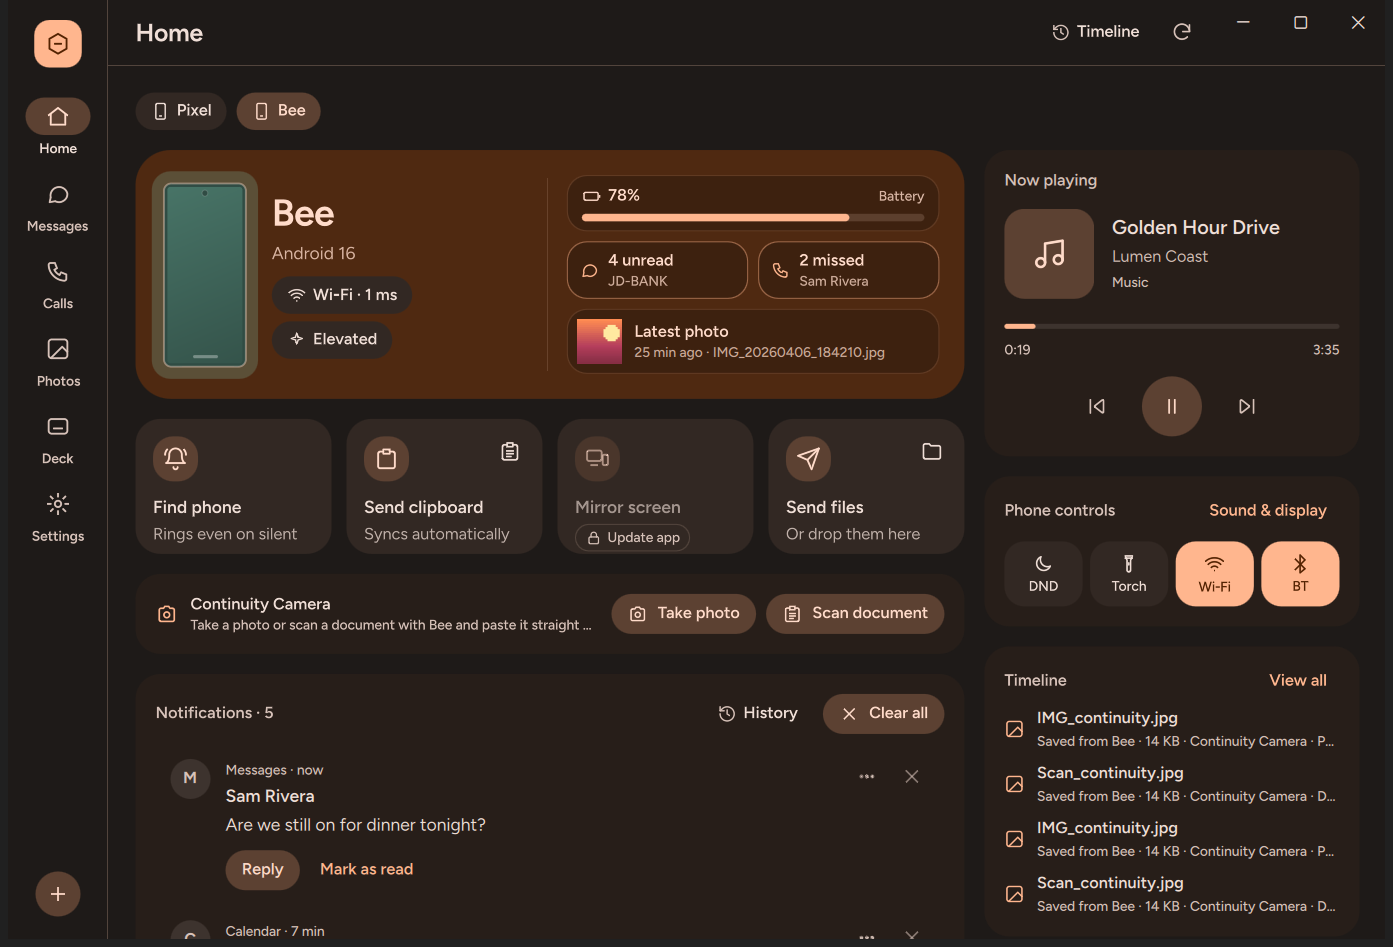 Home
Timeline
Home
Messages
Calls
Photos
Deck
Settings
Pixel
Bee
Bee
Android 16
Wi-Fi · 1 ms
Elevated
78%
Battery
4 unread
JD-BANK
2 missed
Sam Rivera
Latest photo
25 min ago · IMG_20260406_184210.jpg
Find phone
Rings even on silent
Send clipboard
Syncs automatically
Mirror screen
Update app
Send files
Or drop them here
Continuity Camera
Take a photo or scan a document with Bee and paste it straight ...
Take photo
Scan document
Notifications · 5
History
Clear all
M
Messages · now
Sam Rivera
Are we still on for dinner tonight?
Reply
Mark as read
Calendar · 7 min
Now playing
Golden Hour Drive
Lumen Coast
Music
0:19
3:35
Phone controls
Sound & display
DND
Torch
Wi-Fi
BT
Timeline
View all
IMG_continuity.jpg
Saved from Bee · 14 KB · Continuity Camera · P...
Scan_continuity.jpg
Saved from Bee · 14 KB · Continuity Camera · D...
IMG_continuity.jpg
Saved from Bee · 14 KB · Continuity Camera · P...
Scan_continuity.jpg
Saved from Bee · 14 KB · Continuity Camera · D...